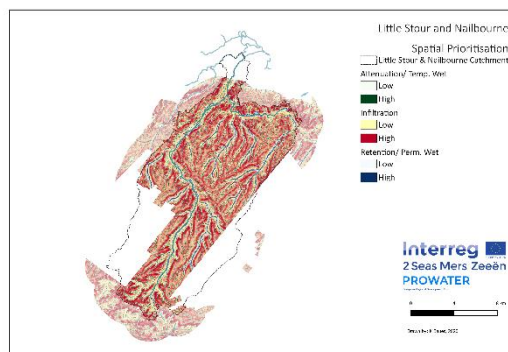 Little Stour and Nailbourne
Spatial Prioritisation
Little Stour & Nailbourne Catchment
Attenuation/ Temp. Wet
Low
High
Infiltration
Low
High
Retention/ Perm. Wet
Low
High
Interreg
2 Seas Mers Zeeën
PROWATER
0